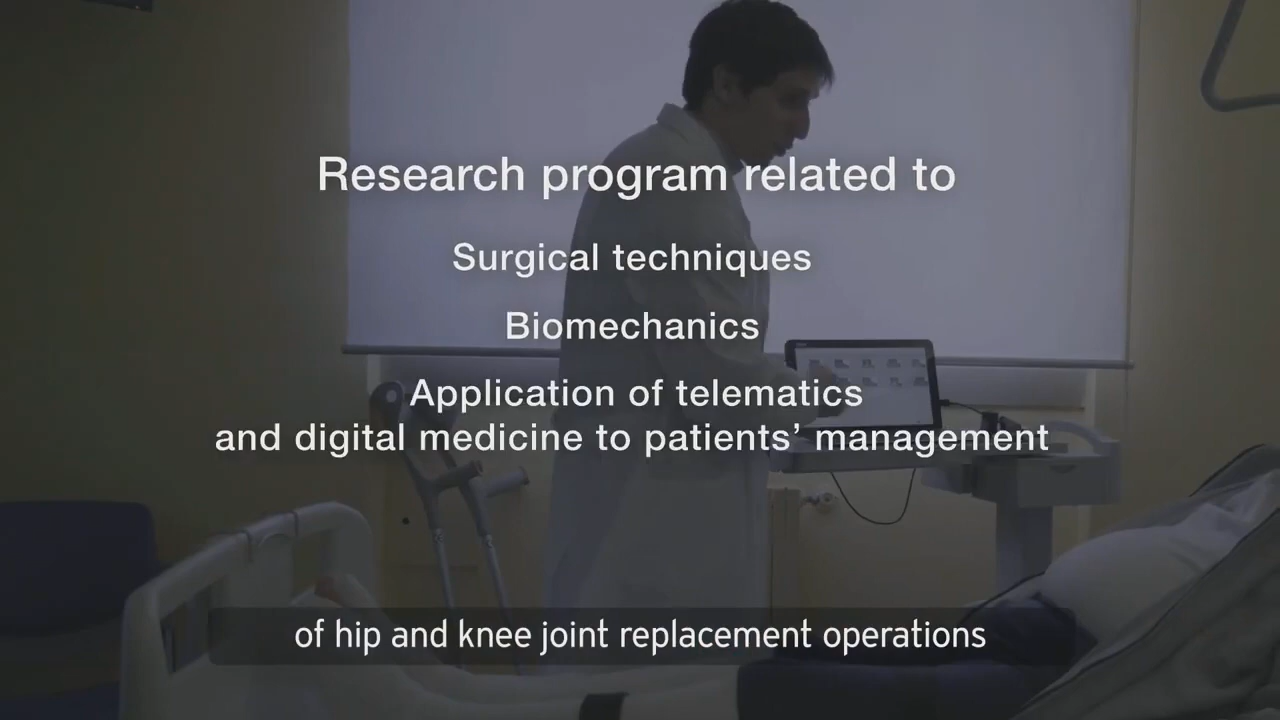 Research program related to
Surgical techniques
Biomechanics
Application of telematics
and digital medicine to patients’ management
of hip and knee joint replacement operations